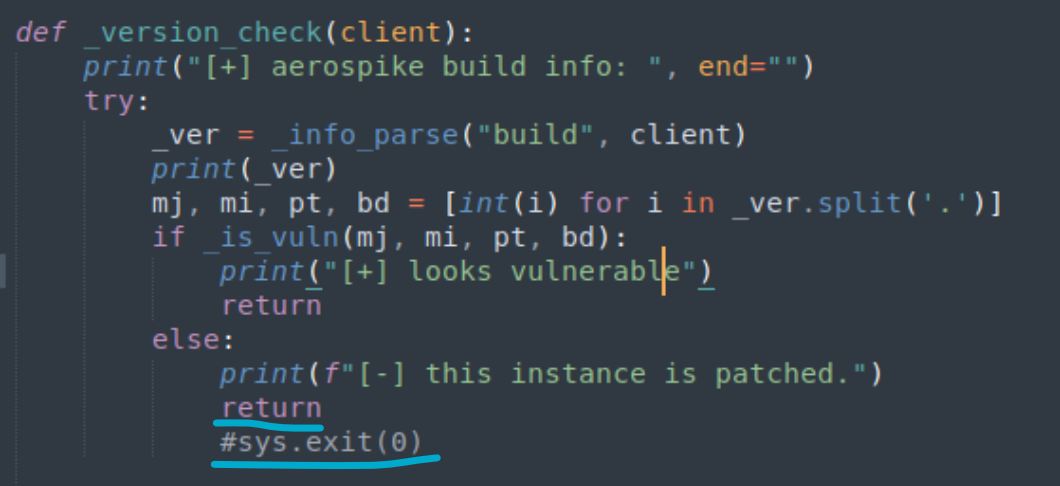 def _version_check(client):
    print("[+] aerospike build info: ", end="")
    try:
        _ver = _info_parse("build", client)
        print(_ver)
        mj, mi, pt, bd = [int(i) for i in _ver.split('.')]
        if _is_vuln(mj, mi, pt, bd):
            print("[+] looks vulnerable")
            return
        else:
            print(f"[-] this instance is patched.")
            return
            #sys.exit(0)